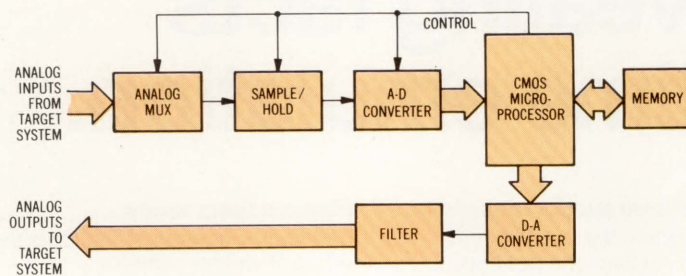 CONTROL
ANALOG
INPUTS
FROM
TARGET
SYSTEM
ANALOG
MUX
SAMPLE/
HOLD
A-D
CONVERTER
CMOS
MICRO-
PROCESSOR
MEMORY
ANALOG
OUTPUTS
TO
TARGET
SYSTEM
FILTER
D-A
CONVERTER